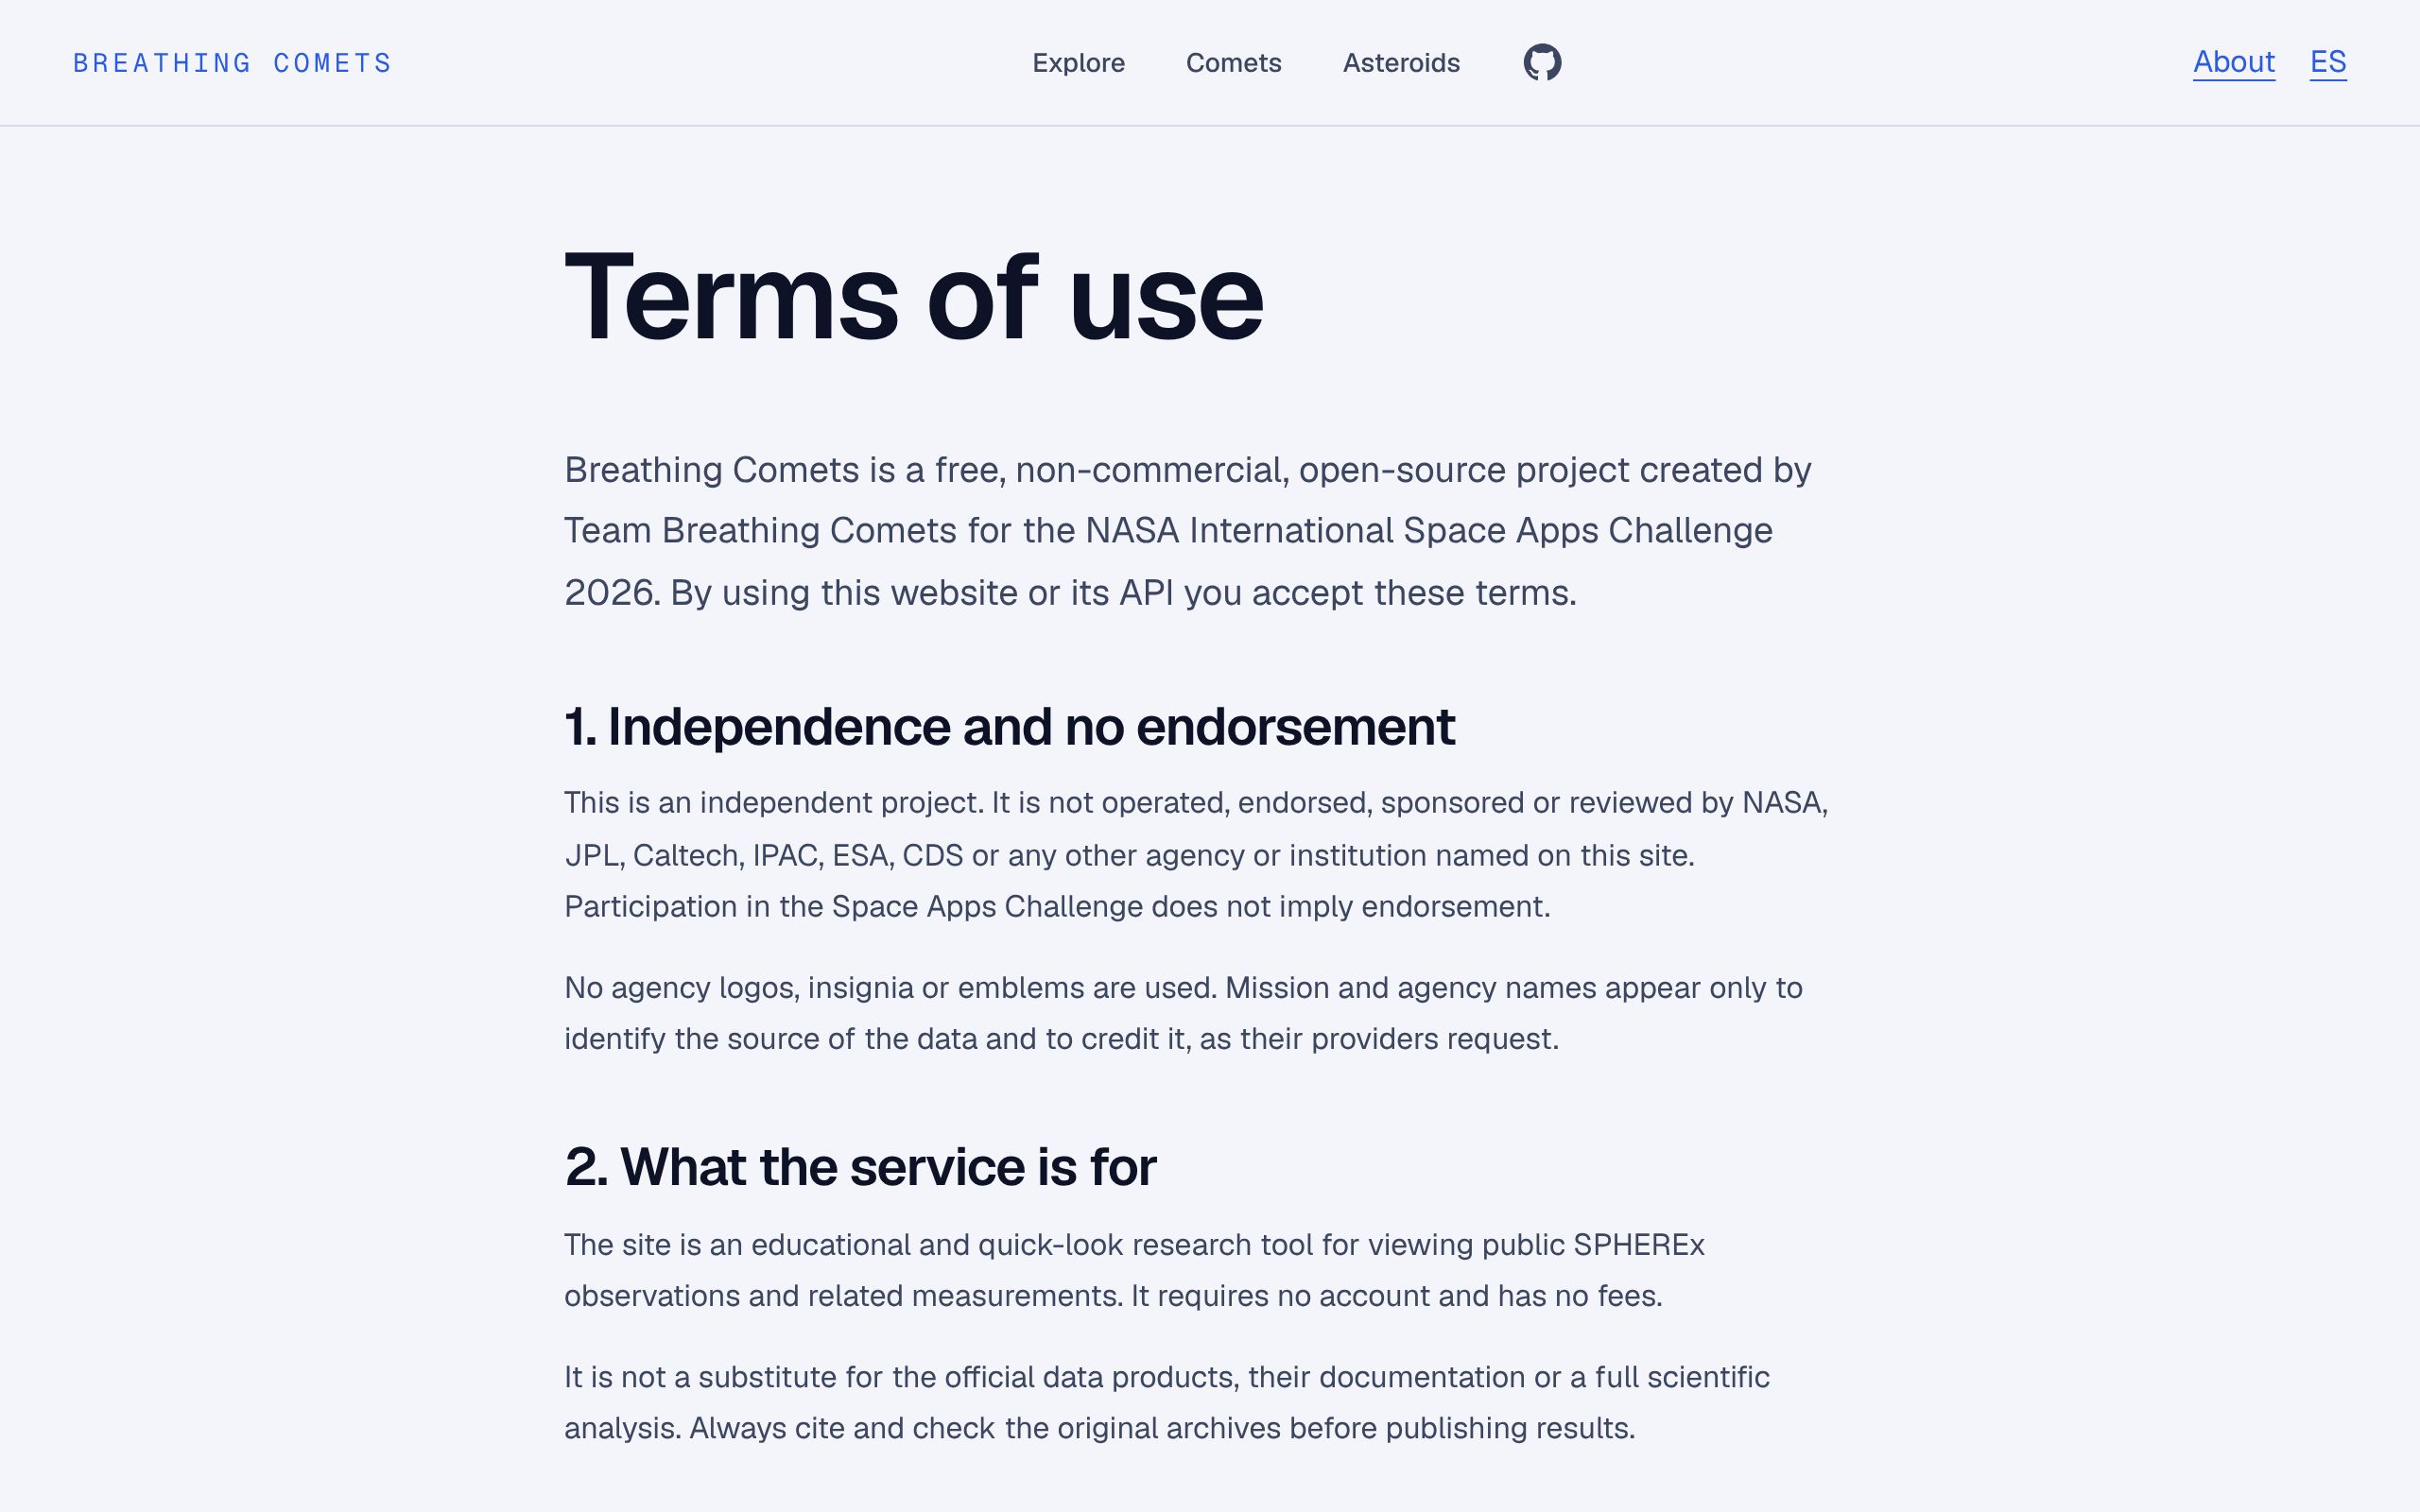 BREATHING COMETS
Explore
Comets
Asteroids
About
ES
Terms of use
Breathing Comets is a free, non-commercial, open-source project created by
Team Breathing Comets for the NASA International Space Apps Challenge
2026. By using this website or its API you accept these terms.
1. Independence and no endorsement
This is an independent project. It is not operated, endorsed, sponsored or reviewed by NASA,
JPL, Caltech, IPAC, ESA, CDS or any other agency or institution named on this site.
Participation in the Space Apps Challenge does not imply endorsement.
No agency logos, insignia or emblems are used. Mission and agency names appear only to
identify the source of the data and to credit it, as their providers request.
2. What the service is for
The site is an educational and quick-look research tool for viewing public SPHEREx
observations and related measurements. It requires no account and has no fees.
It is not a substitute for the official data products, their documentation or a full scientific
analysis. Always cite and check the original archives before publishing results.